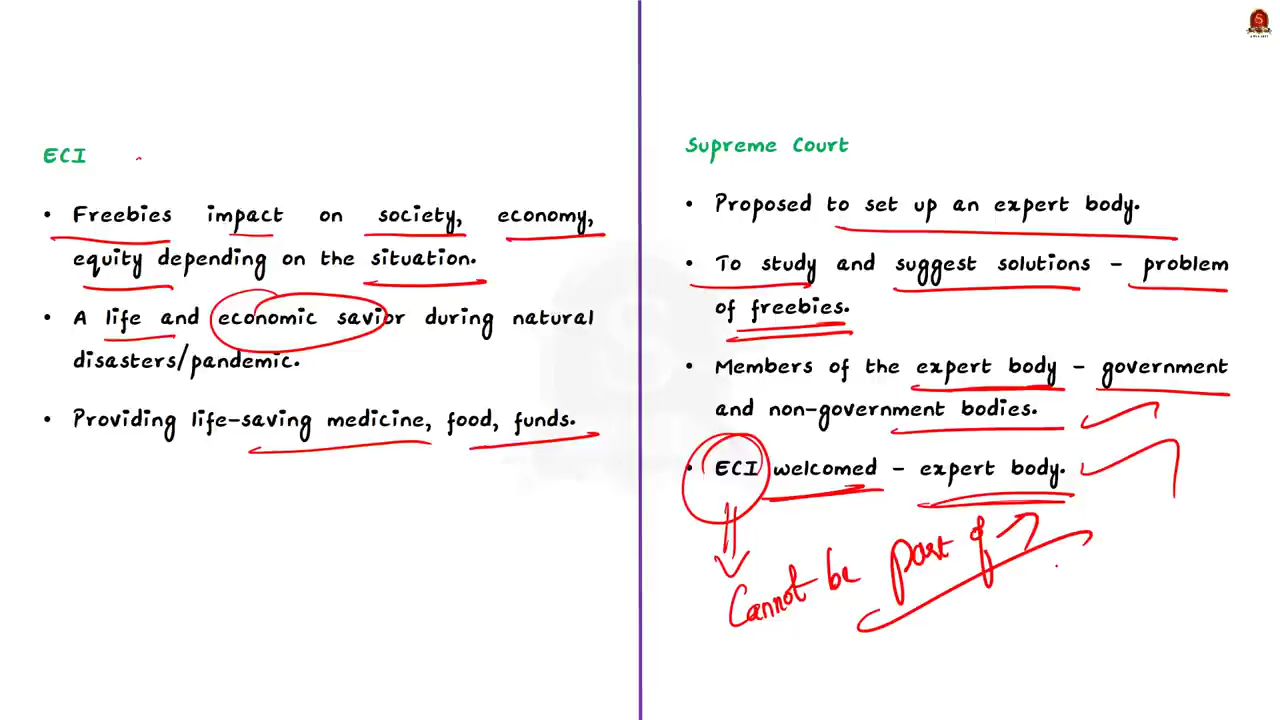 ECI
• Freebies impact on society, economy,
equity depending on the situation.
• A life and economic savior during natural
disasters/pandemic.
• Providing life-saving medicine, food, funds.
Supreme Court
• Proposed to set up an expert body.
• To study and suggest solutions - problem
of freebies.
• Members of the expert body - government
and non-government bodies.
• ECI welcomed - expert body.
Cannot be part of